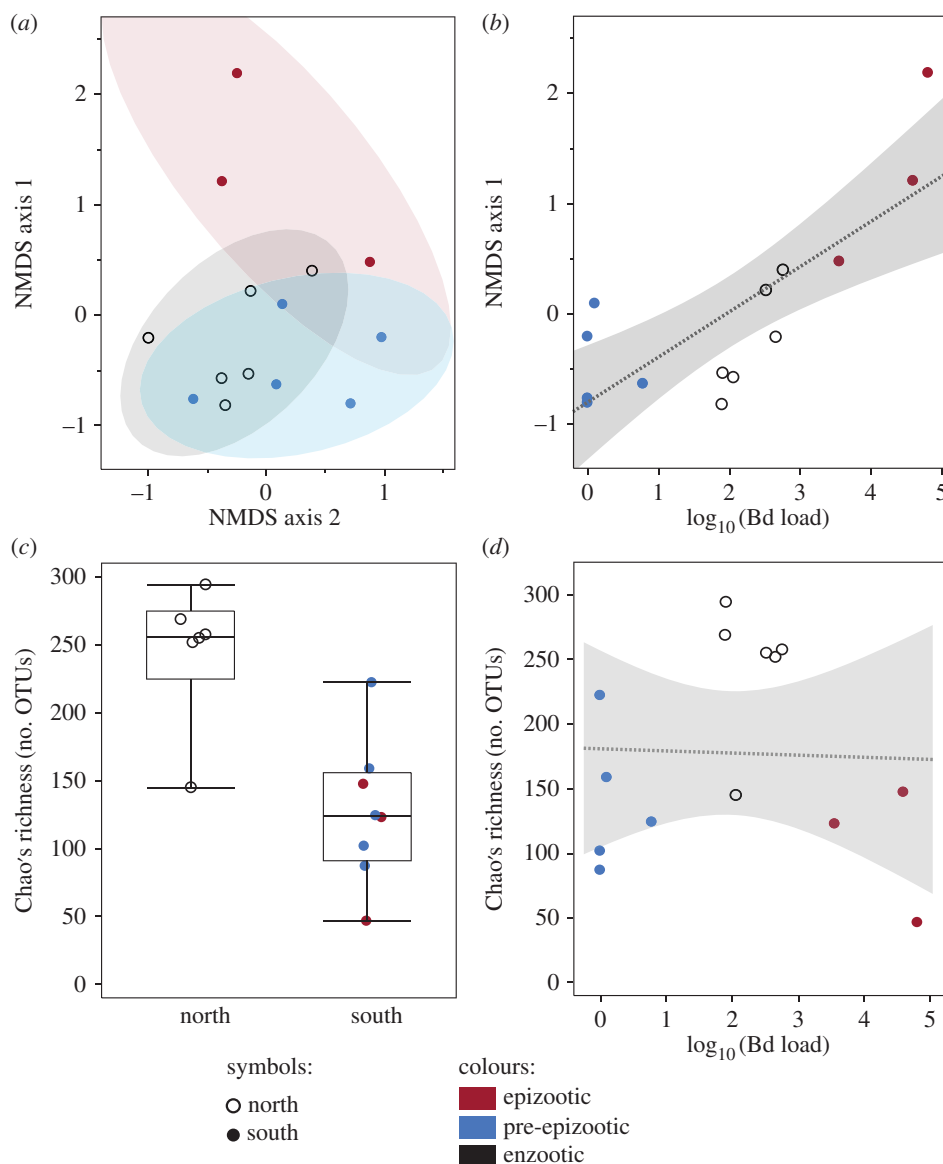 (a)
2
1
0
–1
NMDS axis 1
–1
0
1
NMDS axis 2
(b)
2
1
0
–1
NMDS axis 1
0
1
2
3
4
5
log10 (Bd load)
(c)
300
250
200
150
100
50
0
Chao's richness (no. OTUs)
north
south
(d)
300
250
200
150
100
50
0
Chao's richness (no. OTUs)
0
1
2
3
4
5
log10 (Bd load)
symbols:
north
south
colours:
epizootic
pre-epizootic
enzootic